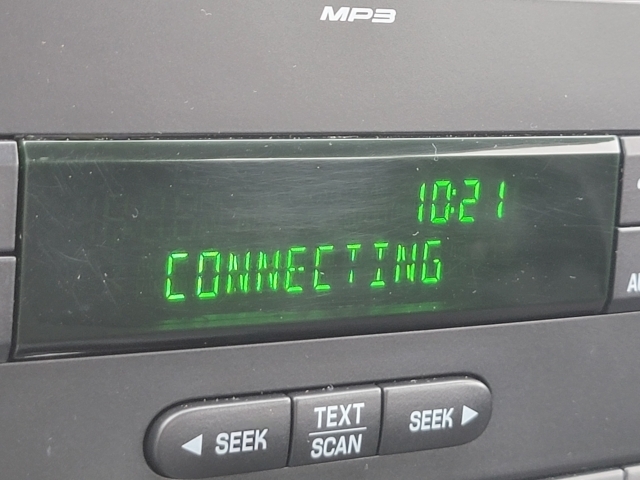 MP3
10:21
CONNECTING
◀ SEEK
TEXT
SCAN
SEEK ▶